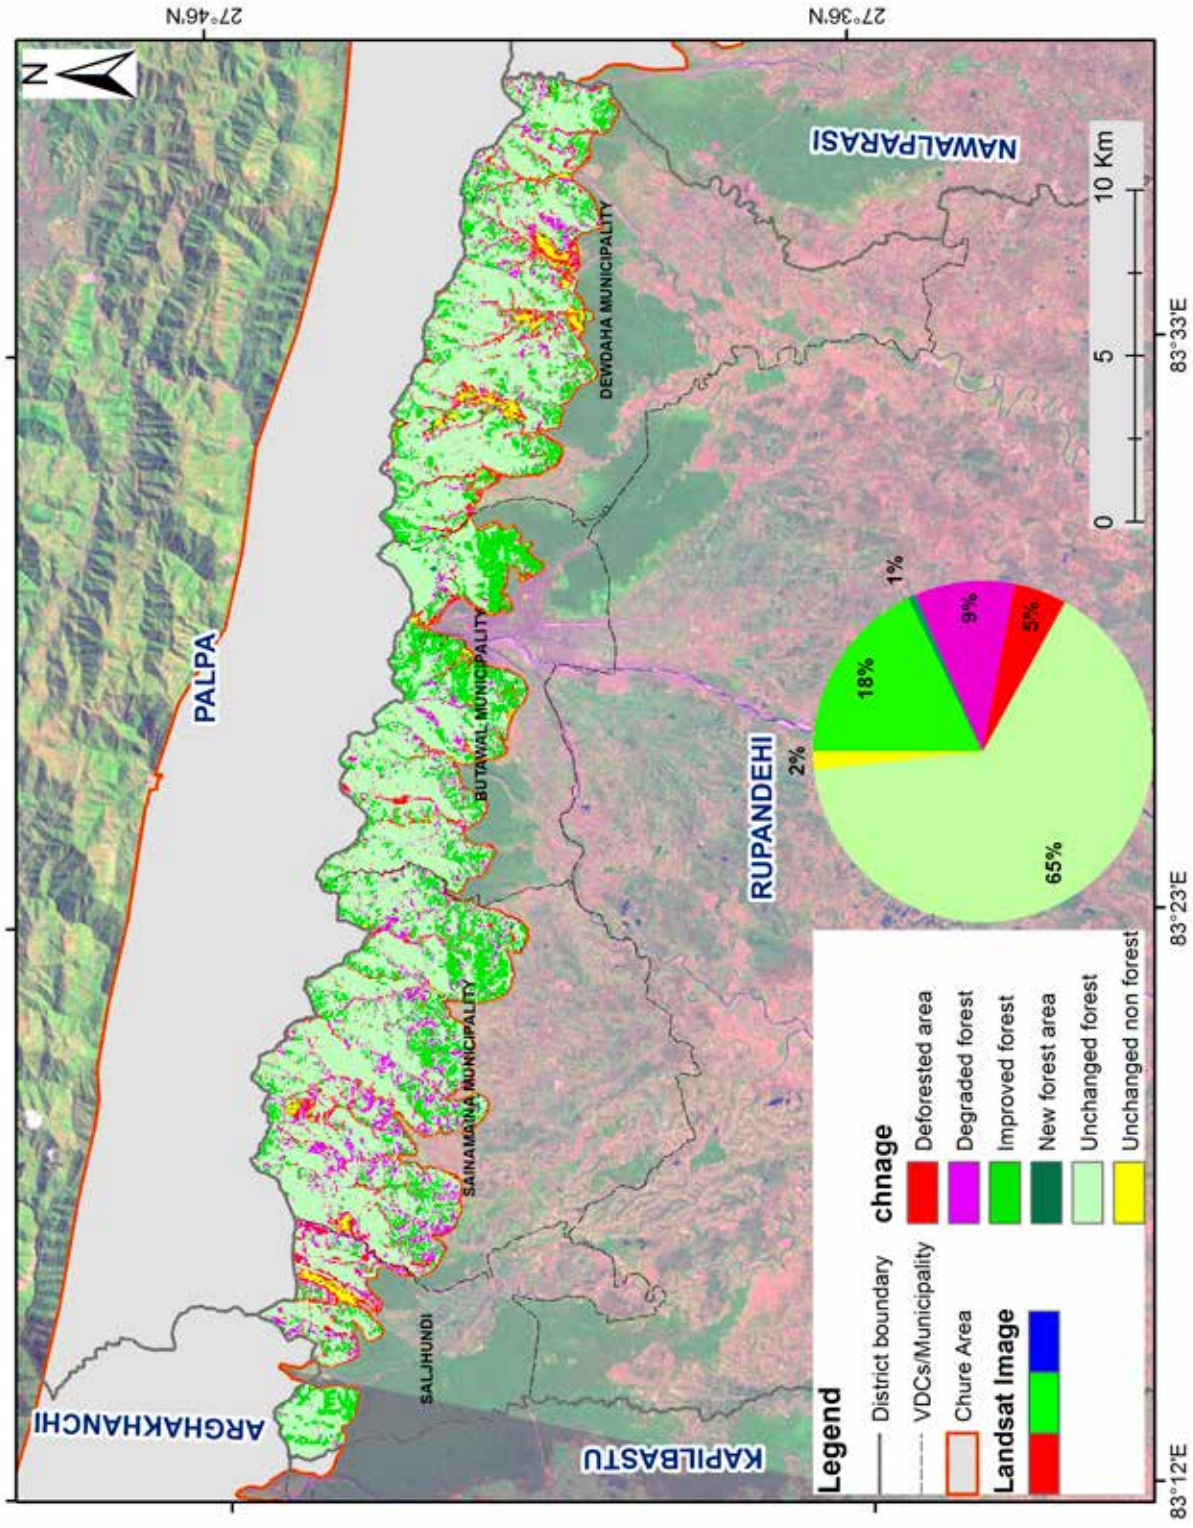 N
83°12'E
83°23'E
83°33'E
27°46'N
27°36'N
PALPA
ARGHAKHANCHI
KAPILBASTU
RUPANDEHI
NAWALPARASI
SALJHUNDI
SAINAMAINA MUNICIPALITY
BUTAWAL MUNICIPALITY
DEWDAHA MUNICIPALITY
Legend
District boundary
VDCs/Municipality
Chure Area
Landsat Image
chnage
Deforested area
Degraded forest
Improved forest
New forest area
Unchanged forest
Unchanged non forest
2%
18%
1%
9%
5%
65%
0 5 10 Km